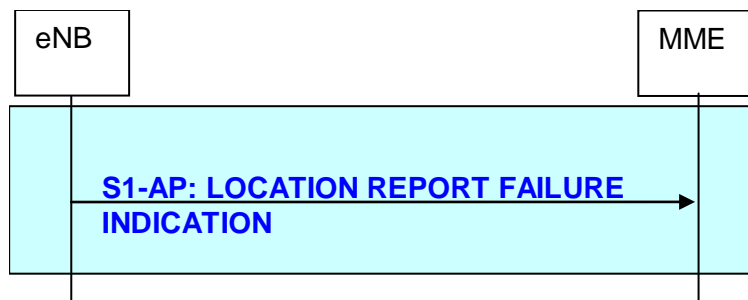 eNB
MME
S1-AP: LOCATION REPORT FAILURE
INDICATION